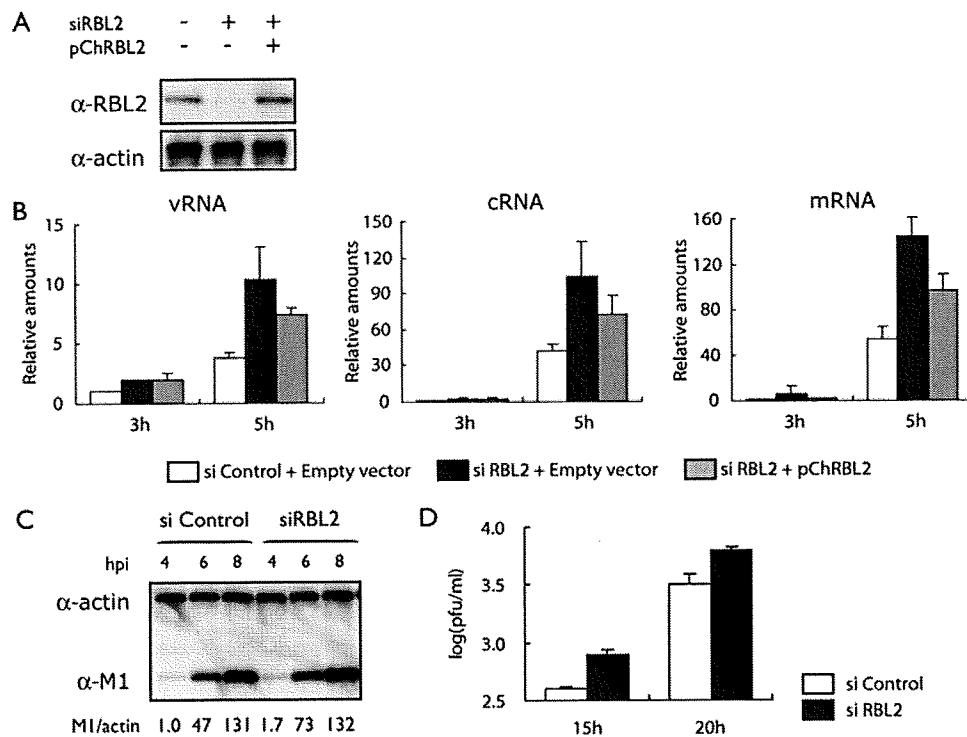 A
siRBL2 - + +
pChRBL2 - - +
α-RBL2
α-actin
B
vRNA
cRNA
mRNA
Relative amounts
15
10
5
0
3h 5h
Relative amounts
150
120
90
60
30
0
3h 5h
Relative amounts
160
120
80
40
0
3h 5h
si Control + Empty vector si RBL2 + Empty vector si RBL2 + pChRBL2
C
si Control siRBL2
hpi 4 6 8 4 6 8
α-actin
α-M1
M1/actin 1.0 47 131 1.7 73 132
D
log(pfu/ml)
4.0
3.5
3.0
2.5
15h 20h
si Control
si RBL2